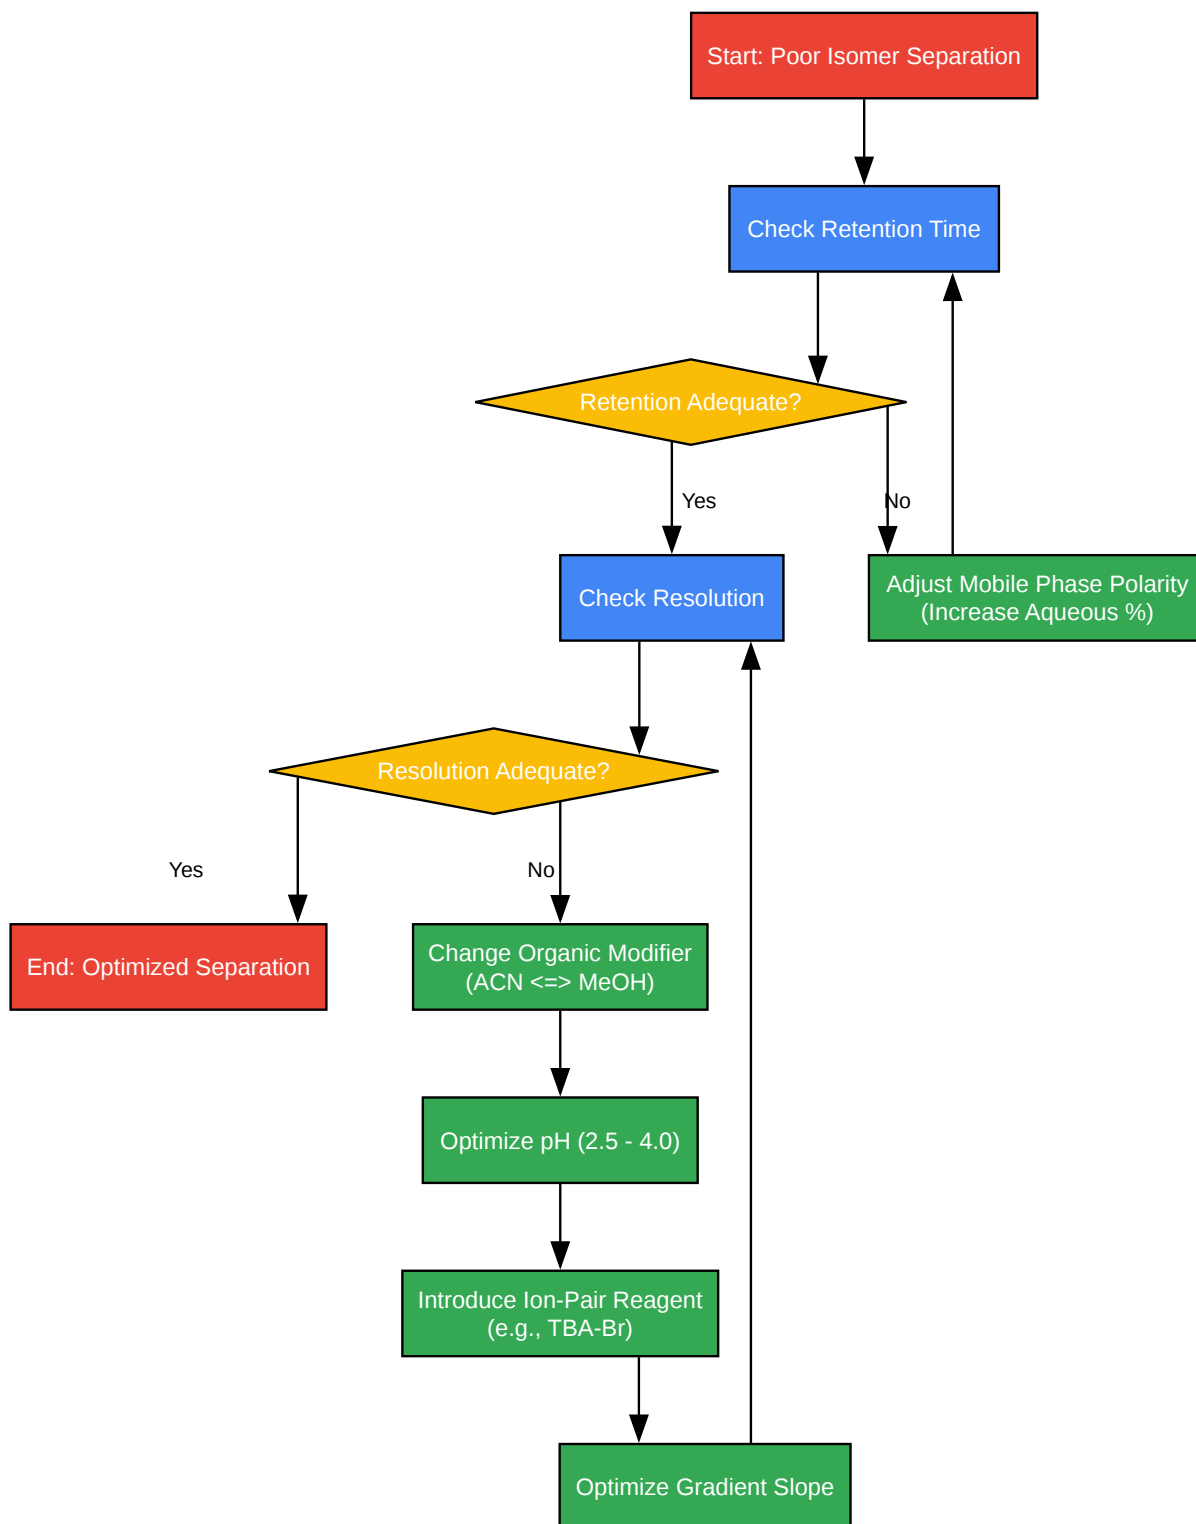 Start: Poor Isomer Separation
Check Retention Time
Retention Adequate?
Yes
No
Check Resolution
Adjust Mobile Phase Polarity
(Increase Aqueous %)
Resolution Adequate?
Yes
No
End: Optimized Separation
Change Organic Modifier
(ACN <=> MeOH)
Optimize pH (2.5 - 4.0)
Introduce Ion-Pair Reagent
(e.g., TBA-Br)
Optimize Gradient Slope